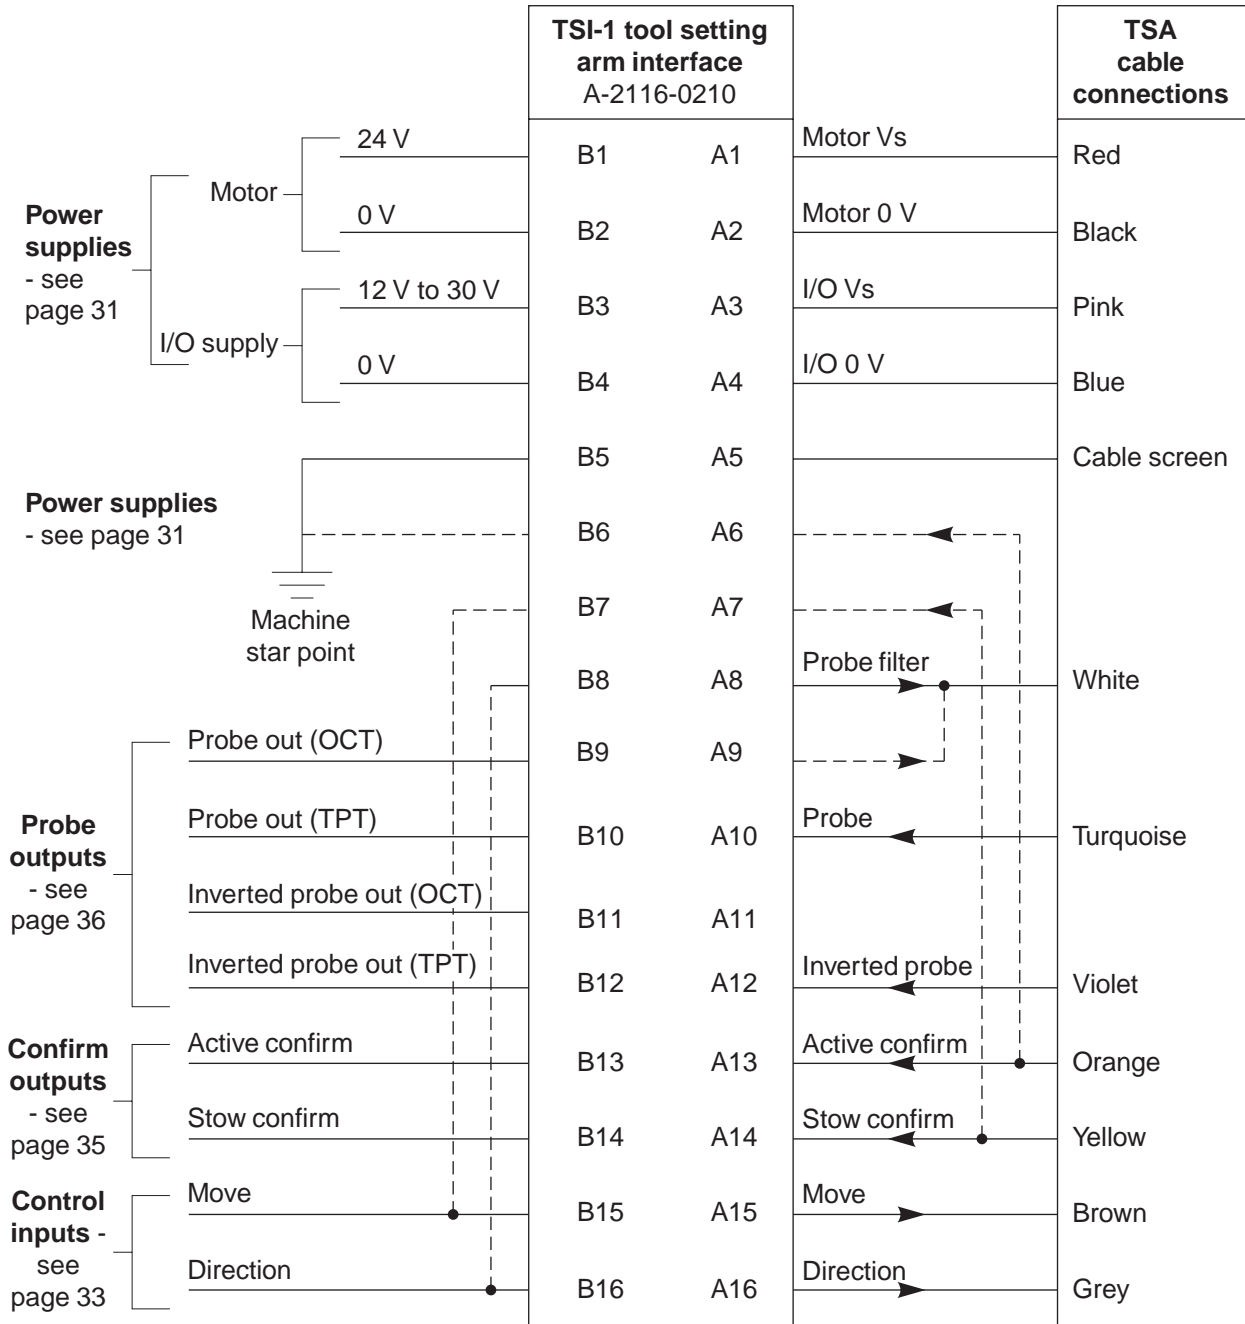 TSI-1 tool setting
arm interface
A-2116-0210
TSA
cable
connections
Power
supplies
- see
page 31
Motor
24 V
B1
A1
Motor Vs
Red
0 V
B2
A2
Motor 0 V
Black
I/O supply
12 V to 30 V
B3
A3
I/O Vs
Pink
0 V
B4
A4
I/O 0 V
Blue
B5
A5
Cable screen
Power supplies
- see page 31
B6
A6
Machine
star point
B7
A7
B8
A8
Probe filter
White
Probe
outputs
- see
page 36
Probe out (OCT)
B9
A9
Probe out (TPT)
B10
A10
Probe
Turquoise
Inverted probe out (OCT)
B11
A11
Inverted probe out (TPT)
B12
A12
Inverted probe
Violet
Confirm
outputs
- see
page 35
Active confirm
B13
A13
Active confirm
Orange
Stow confirm
B14
A14
Stow confirm
Yellow
Control
inputs -
see
page 33
Move
B15
A15
Move
Brown
Direction
B16
A16
Direction
Grey